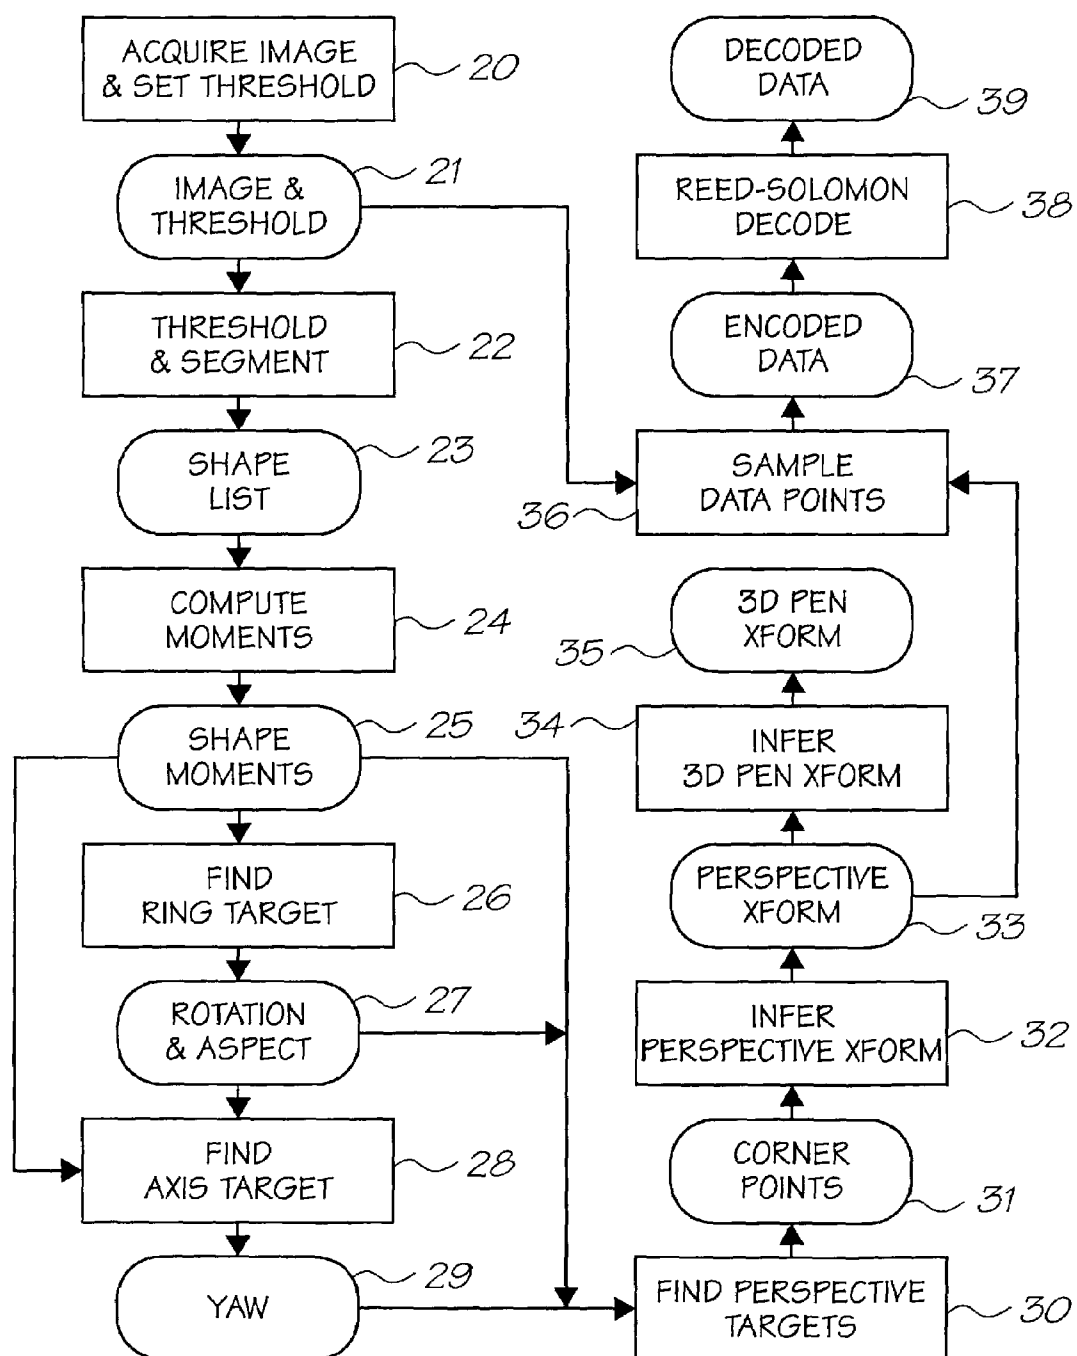 ACQUIRE IMAGE
& SET THRESHOLD
20
IMAGE &
THRESHOLD
21
THRESHOLD
& SEGMENT
22
SHAPE
LIST
23
COMPUTE
MOMENTS
24
SHAPE
MOMENTS
25
FIND
RING TARGET
26
ROTATION
& ASPECT
27
FIND
AXIS TARGET
28
YAW
29
DECODED
DATA
39
REED-SOLOMON
DECODE
38
ENCODED
DATA
37
SAMPLE
DATA POINTS
36
3D PEN
XFORM
35
INFER
3D PEN XFORM
34
PERSPECTIVE
XFORM
33
INFER
PERSPECTIVE XFORM
32
CORNER
POINTS
31
FIND PERSPECTIVE
TARGETS
30